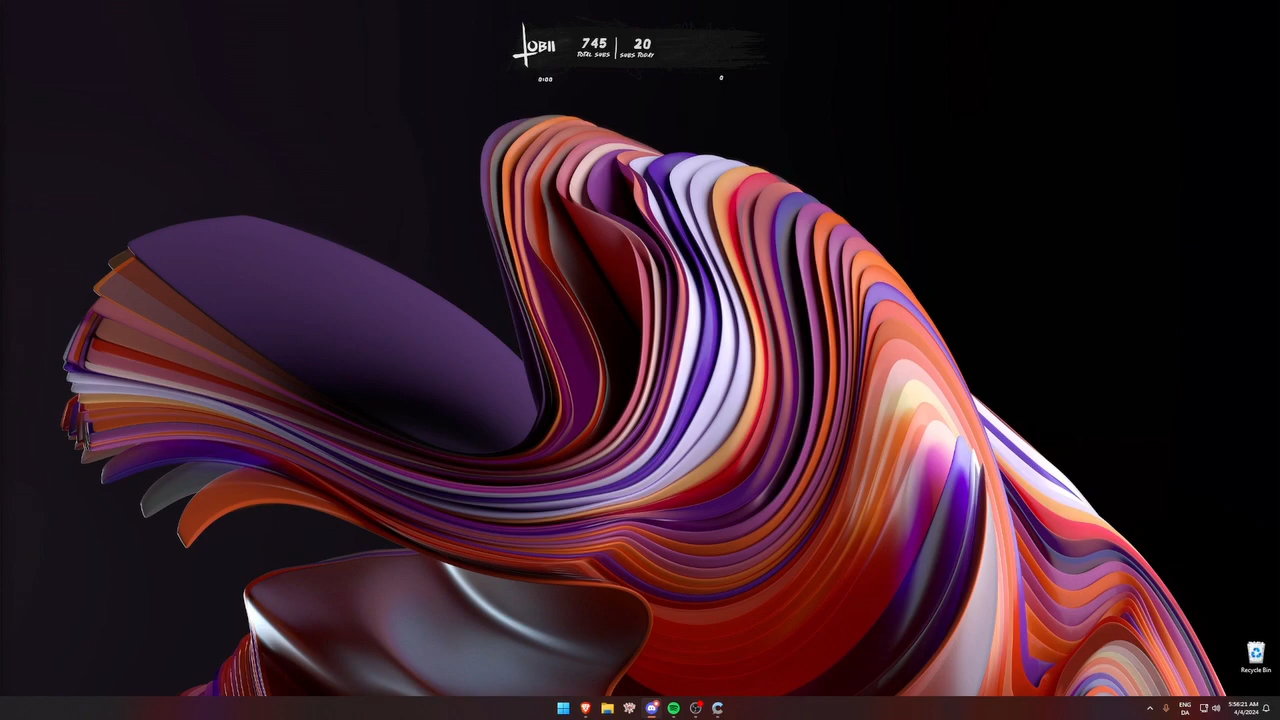 TOBII
745 20
TOTAL SUBS SUBS TODAY
0:00 0
Recycle Bin
ENG
DA
5:56:21 AM
4/4/2024